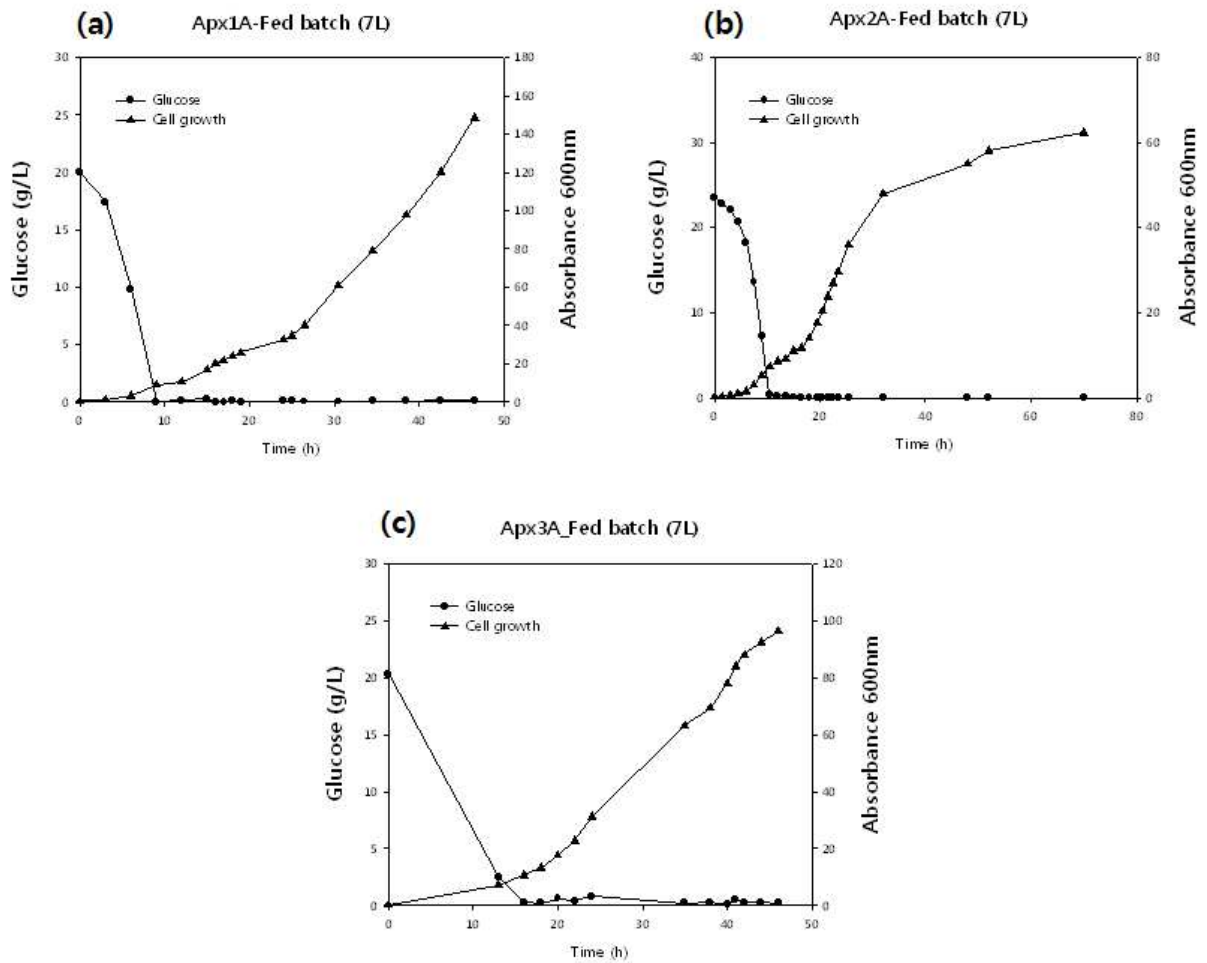 (a)
Apx1A-Fed batch (7L)
30
25
20
15
10
5
0
180
160
140
120
100
80
60
40
20
0
Glucose
Cell growth
Glucose (g/L)
Absorbance 600nm
0
10
20
30
40
50
Time (h)
(b)
Apx2A-Fed batch (7L)
40
30
20
10
0
80
60
40
20
0
Glucose
Cell growth
Glucose (g/L)
Absorbance 600nm
0
20
40
60
80
Time (h)
(c)
Apx3A_Fed batch (7L)
30
25
20
15
10
5
0
120
100
80
60
40
20
0
Glucose
Cell growth
Glucose (g/L)
Absorbance 600nm
0
10
20
30
40
50
Time (h)